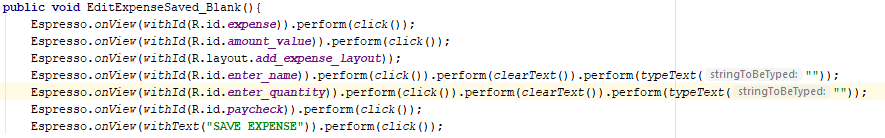 public void EditExpenseSaved_Blank(){
Espresso.onView(withId(R.id.expense)).perform(click());
Espresso.onView(withId(R.id.amount_value)).perform(click());
Espresso.onView(withId(R.layout.add_expense_layout));
Espresso.onView(withId(R.id.enter_name)).perform(click()).perform(clearText()).perform(typeText( stringToBeTyped: ""));
Espresso.onView(withId(R.id.enter_quantity)).perform(click()).perform(clearText()).perform(typeText( stringToBeTyped: ""));
Espresso.onView(withId(R.id.paycheck)).perform(click());
Espresso.onView(withText("SAVE EXPENSE")).perform(click());